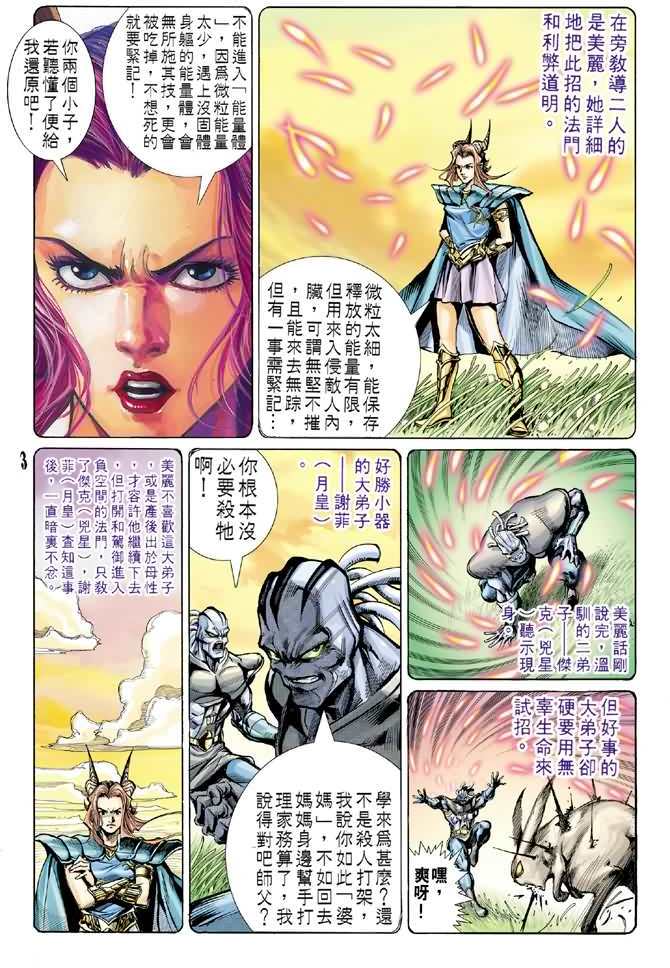 在旁敎導二人的
是美麗，她詳細
地把此招的法門
和利弊道明。
微粒太細，能保存
釋放的能量有限，
但用來入侵敵人內
臟，可謂無堅不摧
，且能來去無踪，
但有一事需緊記…
不能進入「能量體
」，因爲微粒能量
太少，遇上沒固體
身軀的能量體，會
無所施其技，更會
被吃掉，不想死的
就要緊記！
你兩個小子，
若聽懂了便給
我還原吧！
美麗話剛
說完，溫
馴的二弟
子──傑
克（兇星
）聽示現
身。
但好事的
大弟子卻
硬要用無
辜生命來
試招。
嘿，
爽呀！
好勝小器
的大弟子
──謝菲
（月皇）
。
你根本沒
必要殺牠
啊！
學來爲甚麼？還
不是殺人打架，
我說你如此「婆
媽」，不如回去
媽媽身邊幫手打
理家務算了，我
說得對吧師父？
美麗不喜歡這大弟子
，或是產後出於母性
，才容許他繼續下去
，但打開和駕御進入
負空間的法門，只敎
了傑克（兇星），謝
菲（月皇）查知這事
後，一直暗裏不忿。
3